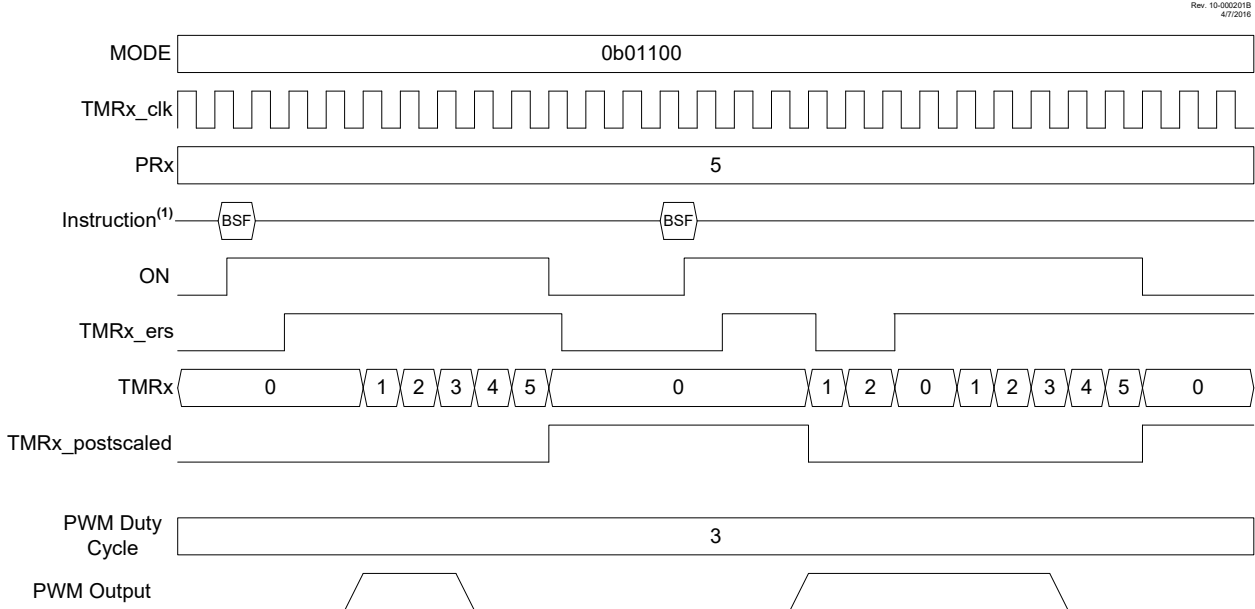 Rev. 10-000201B
4/7/2016
MODE 0b01100
TMRx_clk
PRx 5
Instruction(1) BSF BSF
ON
TMRx_ers
TMRx 0 1 2 3 4 5 0 1 2 0 1 2 3 4 5 0
TMRx_postscaled
PWM Duty
Cycle 3
PWM Output